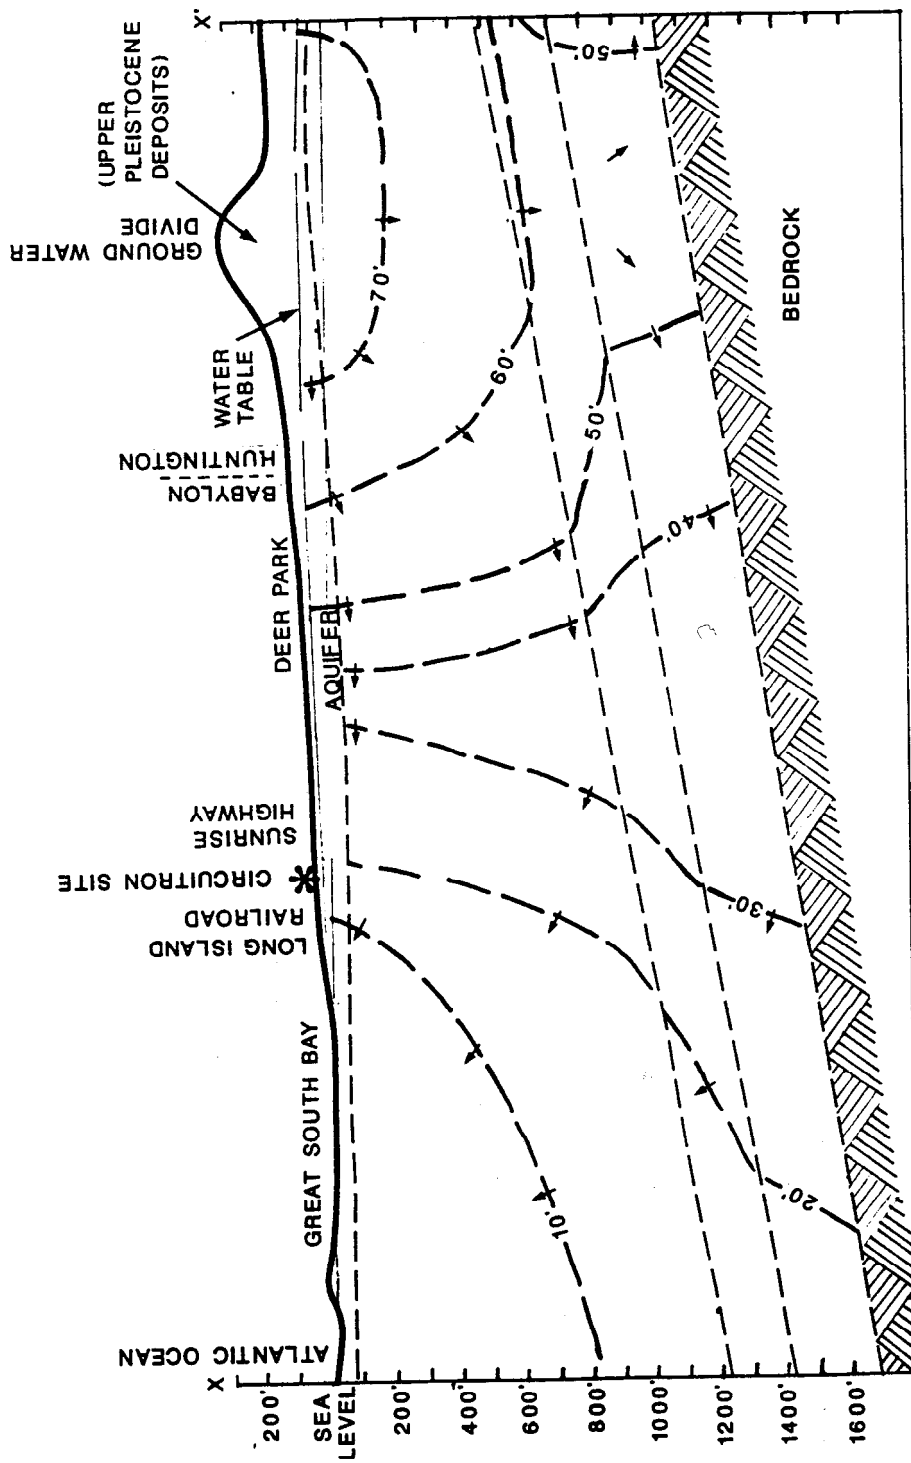 X
X'
ATLANTIC OCEAN
GREAT SOUTH BAY
LONG ISLAND
RAILROAD
CIRCUITRON SITE
SUNRISE
HIGHWAY
DEER PARK
BABYLON
HUNTINGTON
WATER
TABLE
GROUND WATER
DIVIDE
(UPPER
PLEISTOCENE
DEPOSITS)
AQUIFER
200'
SEA
LEVEL
200'
400'
600'
800'
1000'
1200'
1400'
1600'
10'
20'
30'
40'
50'
60'
70'
50'
BEDROCK